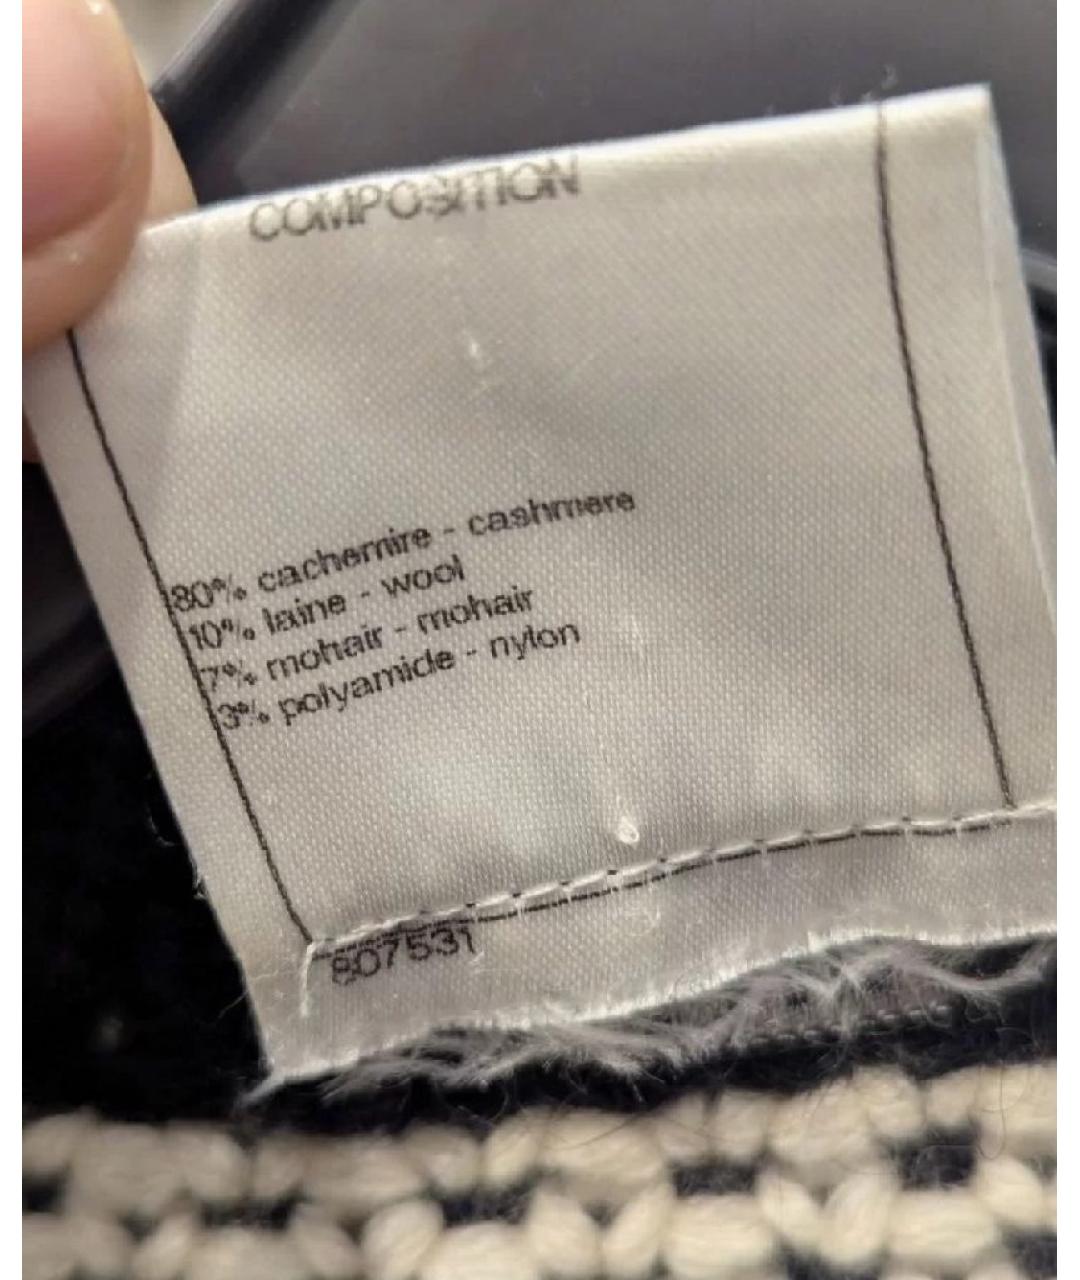 COMPOSITION
80% cachemire - cashmere
10% laine - wool
7% mohair - mohair
3% polyamide - nylon
807531